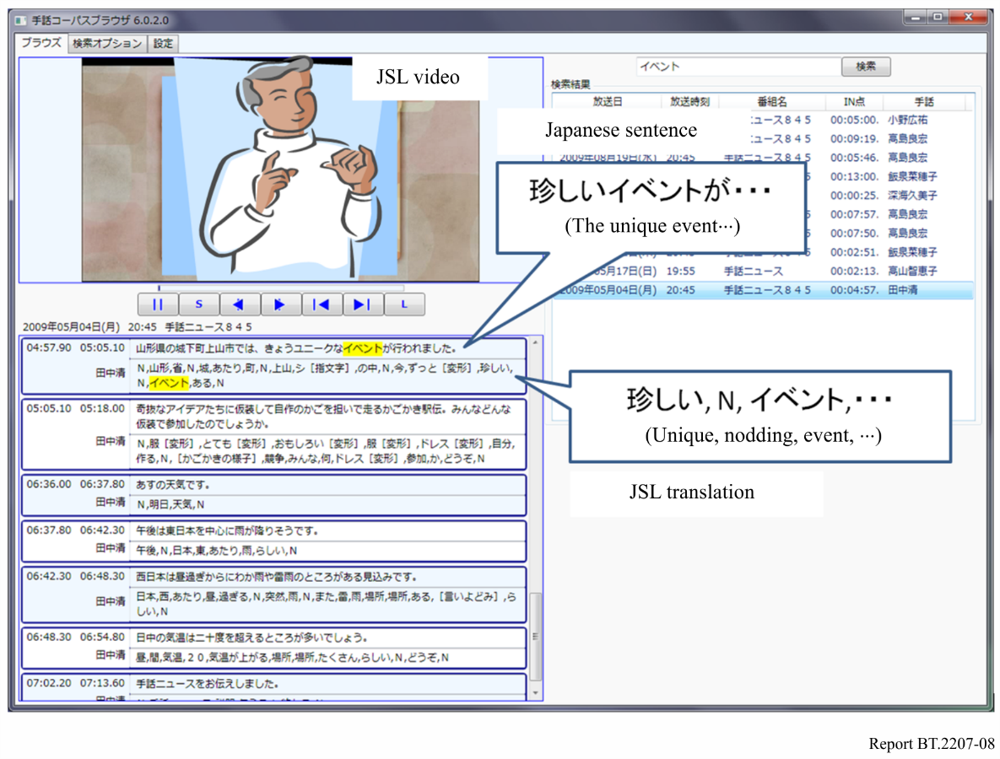 手話コーパスブラウザ 6.0.2.0
ブラウズ 検索オプション 設定
JSL video
イベント 検索
検索結果
放送日 放送時刻 番組名 IN点 手話
ニュース８４５ 00:05:00. 小野広祐
Japanese sentence
ニュース８４５ 00:09:19. 高島良宏
2009年08月19日(水) 20:45 手話ニュース８４５ 00:05:46. 高島良宏
5 00:13:00. 飯泉菜穂子
00:00:25. 深海久美子
5 00:07:57. 高島良宏
00:07:50. 高島良宏
20:45 手話ニュース８４５ 00:02:51. 飯泉菜穂子
05月17日(日) 19:55 手話ニュース 00:02:13. 高山智恵子
2009年05月04日(月) 20:45 手話ニュース８４５ 00:04:57. 田中清
珍しいイベントが･･･
(The unique event···)
S L
2009年05月04日(月) 20:45 手話ニュース８４５
04:57.90 05:05.10 山形県の城下町上山市では、きょうユニークなイベントが行われました。
田中清 N,山形,省,N,城,あたり,町,N,上山,シ［指文字］,の中,N,今,ずっと［変形］,珍しい,
N,イベント,ある,N
珍しい, N, イベント,･･･
(Unique, nodding, event, ···)
JSL translation
05:05.10 05:18.00 奇抜なアイデアたちに仮装して自作のかごを担いで走るかごかき駅伝。みんなどんな
仮装で参加したのでしょうか。
田中清 N,服［変形］,とても［変形］,おもしろい［変形］,服［変形］,ドレス［変形］,自分,
作る,N,［かごかきの様子］,競争,みんな,何,ドレス［変形］,参加,か,どうぞ,N
06:36.00 06:37.80 あすの天気です。
田中清 N,明日,天気,N
06:37.80 06:42.30 午後は東日本を中心に雨が降りそうです。
田中清 午後,N,日本,東,あたり,雨,らしい,N
06:42.30 06:48.30 西日本は昼過ぎからにわか雨や雷雨のところがある見込みです。
田中清 日本,西,あたり,昼,過ぎる,N,突然,雨,N,また,雷,雨,場所,場所,ある,［言いよどみ］,ら
しい,N
06:48.30 06:54.80 日中の気温は二十度を超えるところが多いでしょう。
田中清 昼,間,気温,２０,気温が上がる,場所,場所,たくさん,らしい,N,どうぞ,N
07:02.20 07:13.60 手話ニュースをお伝えしました。
田中清
Report BT.2207-08